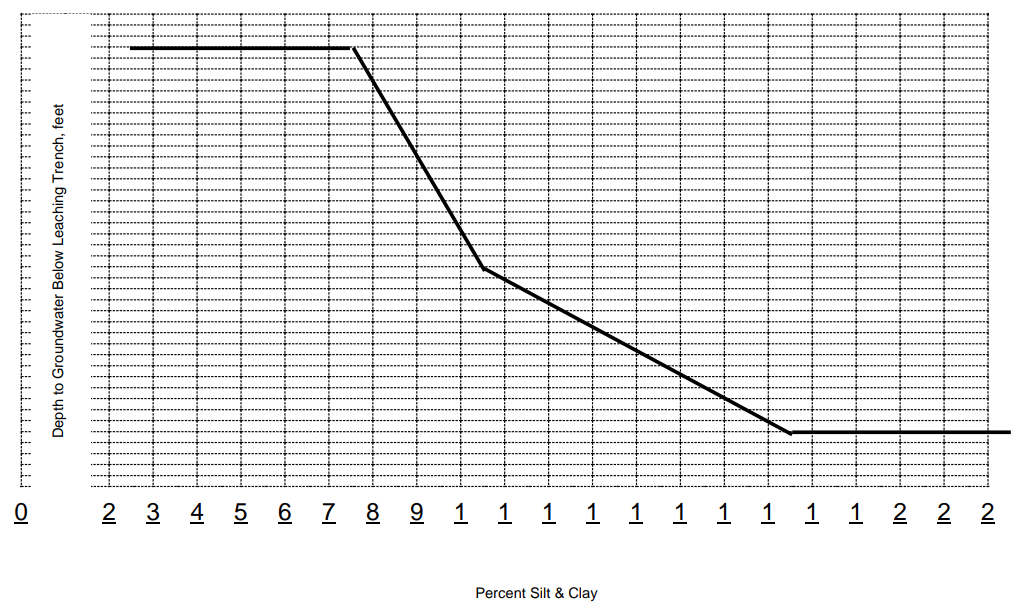 Depth to Groundwater Below Leaching Trench, feet
0 2 3 4 5 6 7 8 9 1 1 1 1 1 1 1 1 1 1 2 2 2
Percent Silt & Clay